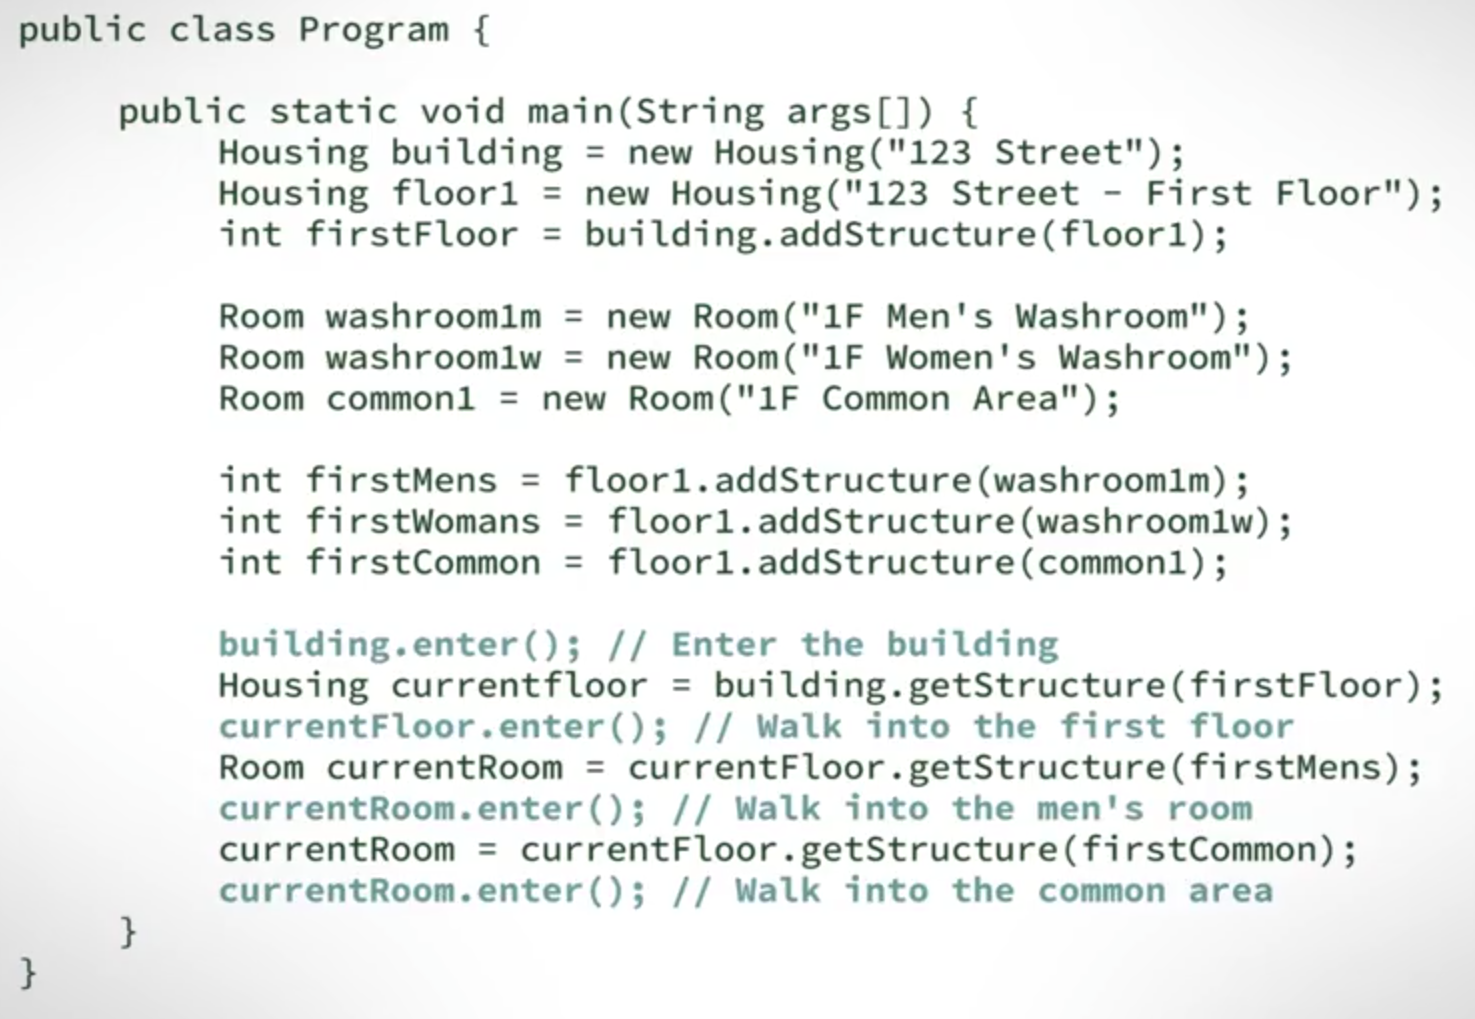 public class Program {
public static void main(String args[]) {
Housing building = new Housing("123 Street");
Housing floor1 = new Housing("123 Street - First Floor");
int firstFloor = building.addStructure(floor1);
Room washroom1m = new Room("1F Men's Washroom");
Room washroom1w = new Room("1F Women's Washroom");
Room common1 = new Room("1F Common Area");
int firstMens = floor1.addStructure(washroom1m);
int firstWomans = floor1.addStructure(washroom1w);
int firstCommon = floor1.addStructure(common1);
building.enter(); // Enter the building
Housing currentfloor = building.getStructure(firstFloor);
currentFloor.enter(); // Walk into the first floor
Room currentRoom = currentFloor.getStructure(firstMens);
currentRoom.enter(); // Walk into the men's room
currentRoom = currentFloor.getStructure(firstCommon);
currentRoom.enter(); // Walk into the common area
}
}